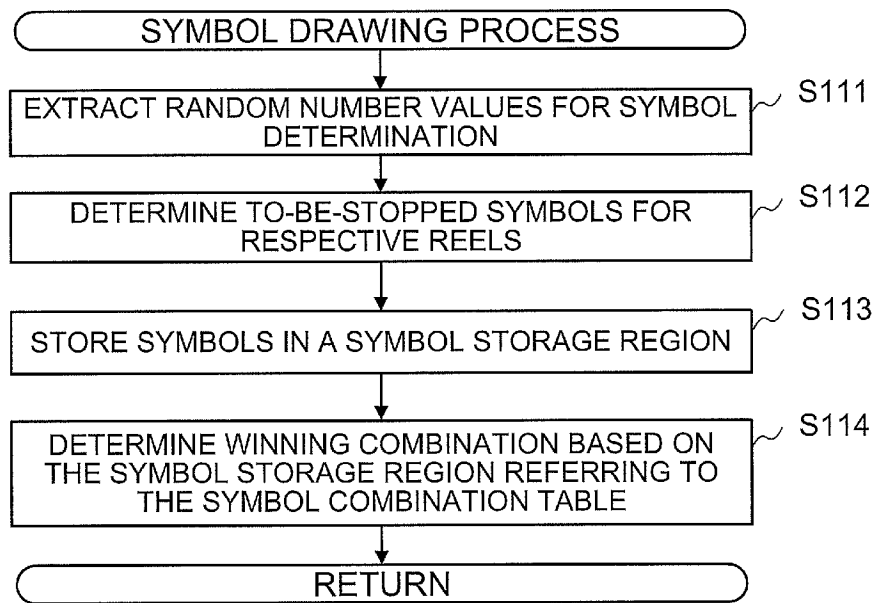 SYMBOL DRAWING PROCESS
S111
EXTRACT RANDOM NUMBER VALUES FOR SYMBOL
DETERMINATION
S112
DETERMINE TO-BE-STOPPED SYMBOLS FOR
RESPECTIVE REELS
S113
STORE SYMBOLS IN A SYMBOL STORAGE REGION
S114
DETERMINE WINNING COMBINATION BASED ON
THE SYMBOL STORAGE REGION REFERRING TO
THE SYMBOL COMBINATION TABLE
RETURN